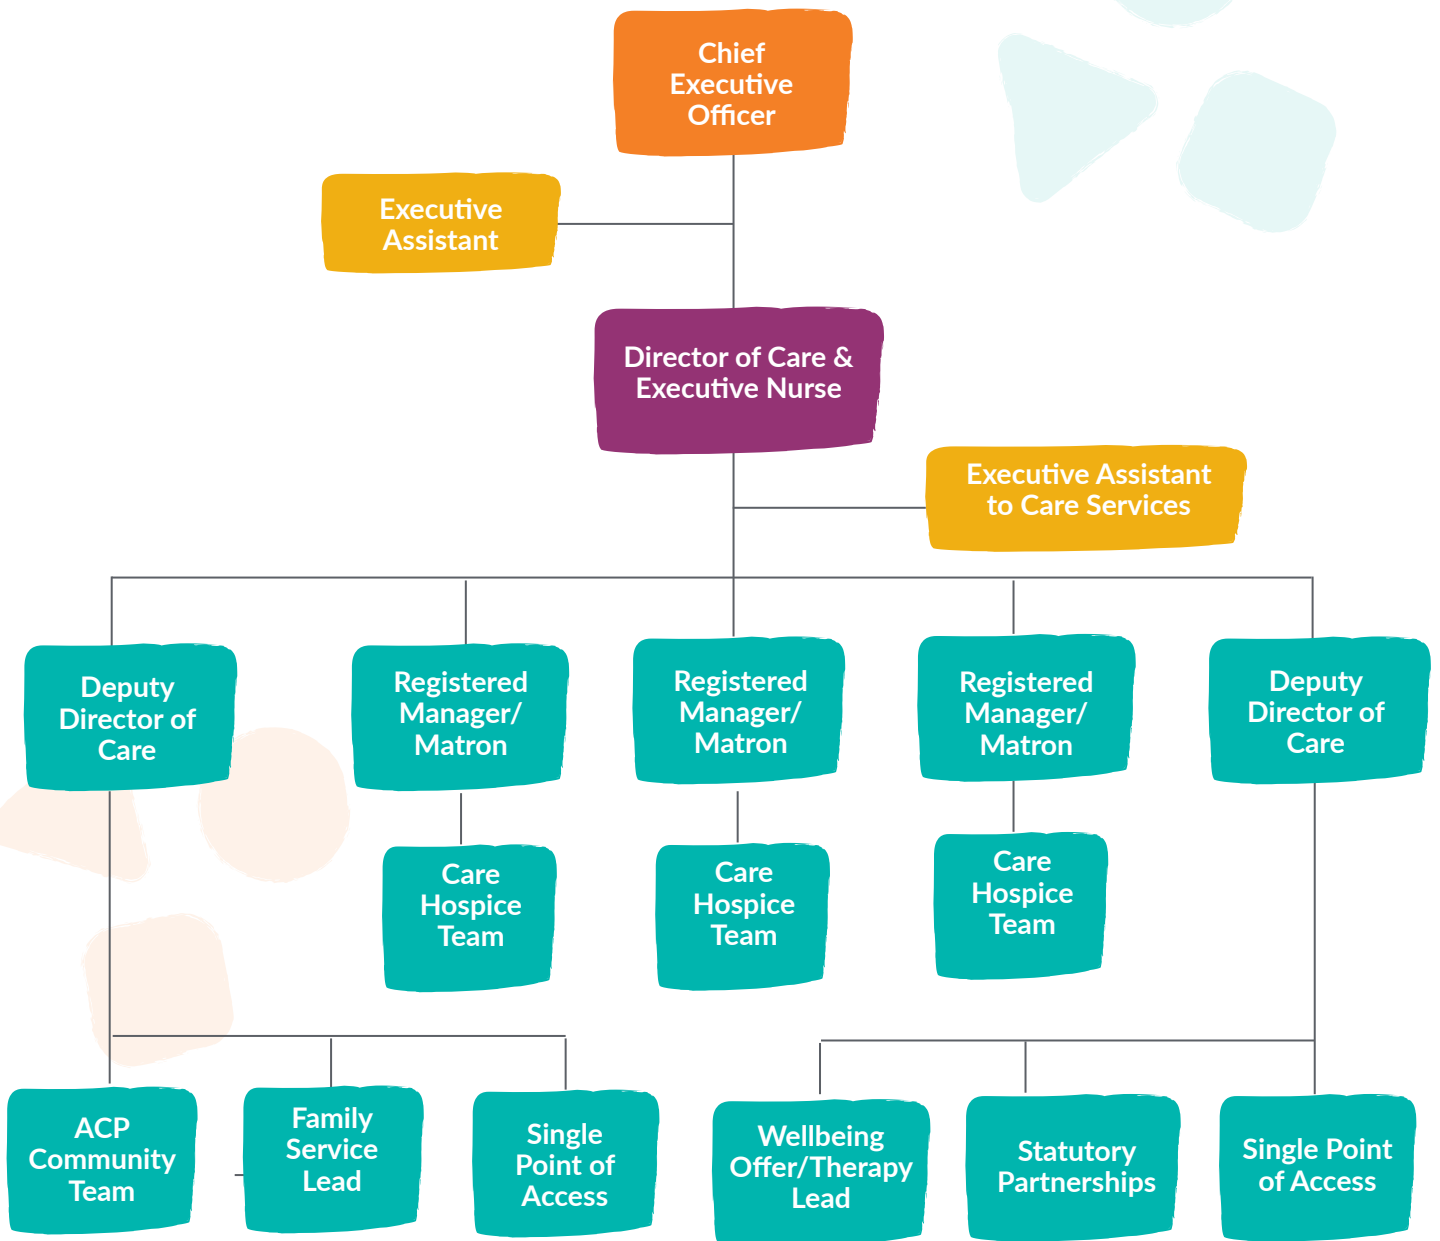 Chief
Executive
Officer
Executive
Assistant
Director of Care &
Executive Nurse
Executive Assistant
to Care Services
Deputy
Director of
Care
Registered
Manager/
Matron
Registered
Manager/
Matron
Registered
Manager/
Matron
Deputy
Director of
Care
Care
Hospice
Team
Care
Hospice
Team
Care
Hospice
Team
ACP
Community
Team
Family
Service
Lead
Single
Point of
Access
Wellbeing
Offer/Therapy
Lead
Statutory
Partnerships
Single Point
of Access